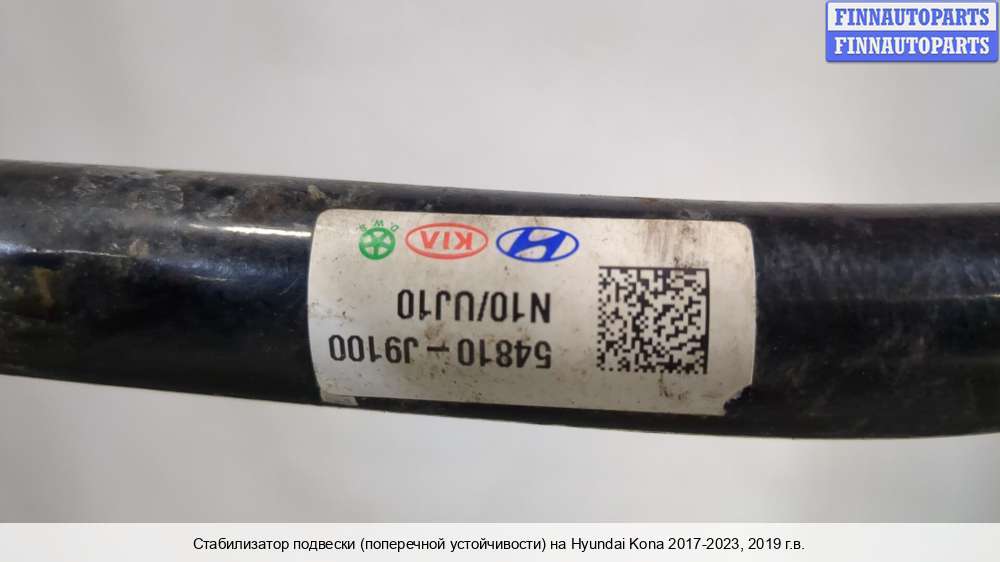 FINNAUTOPARTS
FINNAUTOPARTS
54810-J9100
N10/UJ10
KIA
D.W.S
Стабилизатор подвески (поперечной устойчивости) на Hyundai Kona 2017-2023, 2019 г.в.